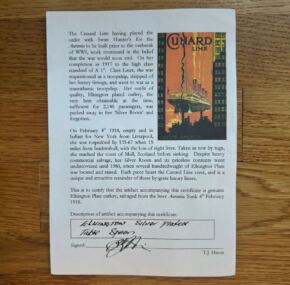 The Cunard Line having placed the
order with Swan Hunter's for the
Aurania to be built prior to the outbreak
of WWI, work continued in the belief
that the war would soon end. On her
completion in 1917 to the high class
standard of A 1*. Class Liner, she was
requisitioned as a troopship, stripped of
her luxury fittings, and went to war as a
transatlantic troopship. Her outfit of
quality, Elkington plated cutlery, the
very best obtainable at the time,
sufficient for 2,140 passengers, was
packed away in her Silver Room and
forgotten.
CUNARD
LINE
On February 4th 1918, empty and in
ballast for New York from Liverpool,
she was torpedoed by UB-67 when 15
miles from Inishtrahull, with the loss of eight lives. Taken in tow by tugs,
she reached the coast of Mull, Scotland before sinking. Despite heavy
commercial salvage, her Silver Room and its priceless contents went
undiscovered until 1986, when several hundredweight of Elkington Plate
was located and raised. Each piece bears the Cunard Line crest, and is a
unique and attractive reminder of those by-gone luxury liners.
This is to certify that the artifact accompanying this certificate is genuine
Elkington Plate cutlery, salvaged from the liner Aurania Sunk 4th February
1918.
Description of artifact accompanying this certificate:
ELKINGTON Silver Plated
Table Spoon
Signed:
T.J.